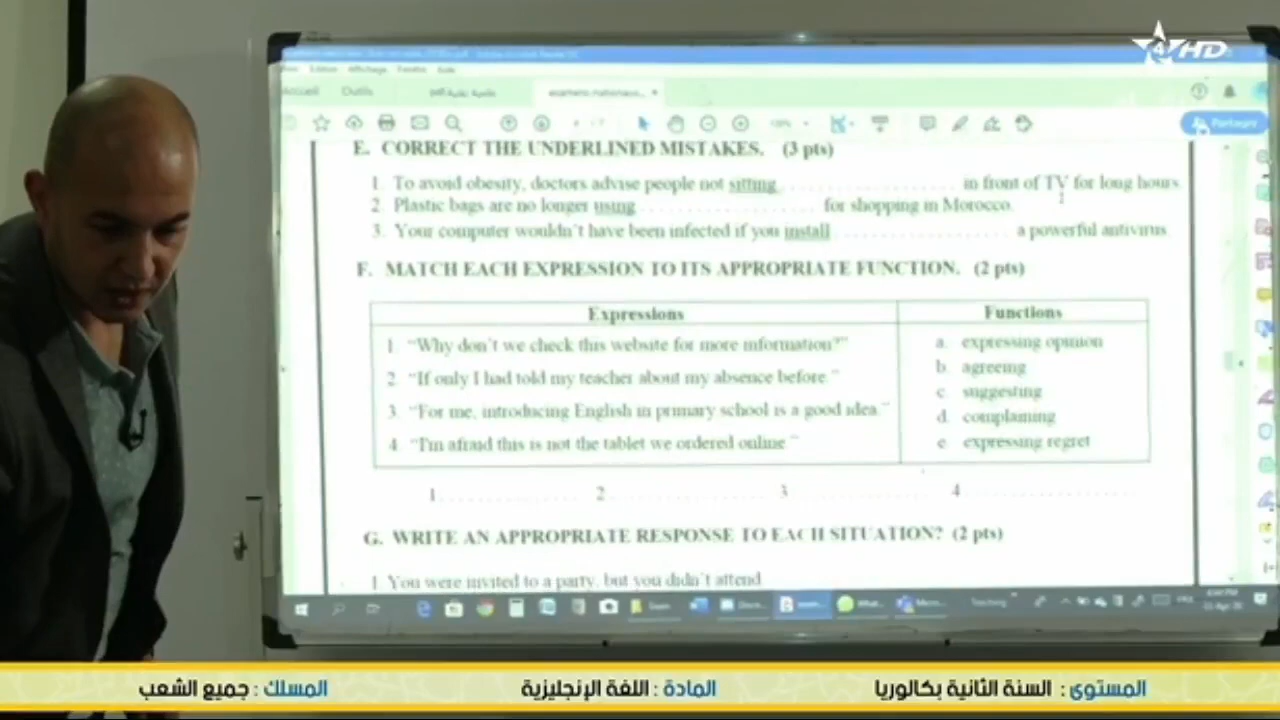 4 HD
Accueil Outils examens nationaux...
Partager
E. CORRECT THE UNDERLINED MISTAKES. (3 pts)
1. To avoid obesity, doctors advise people not sitting .................... in front of TV for long hours.
2. Plastic bags are no longer using .................... for shopping in Morocco.
3. Your computer wouldn't have been infected if you install .................... a powerful antivirus.
F. MATCH EACH EXPRESSION TO ITS APPROPRIATE FUNCTION. (2 pts)
Expressions Functions
1. "Why don't we check this website for more information?"
2. "If only I had told my teacher about my absence before."
3. "For me, introducing English in primary school is a good idea."
4. "I'm afraid this is not the tablet we ordered online."
a. expressing opinion
b. agreeing
c. suggesting
d. complaining
e. expressing regret
1.................... 2.................... 3.................... 4....................
G. WRITE AN APPROPRIATE RESPONSE TO EACH SITUATION? (2 pts)
1. You were invited to a party, but you didn't attend.
المستوى : السنة الثانية بكالوريا المادة : اللغة الإنجليزية المسلك : جميع الشعب